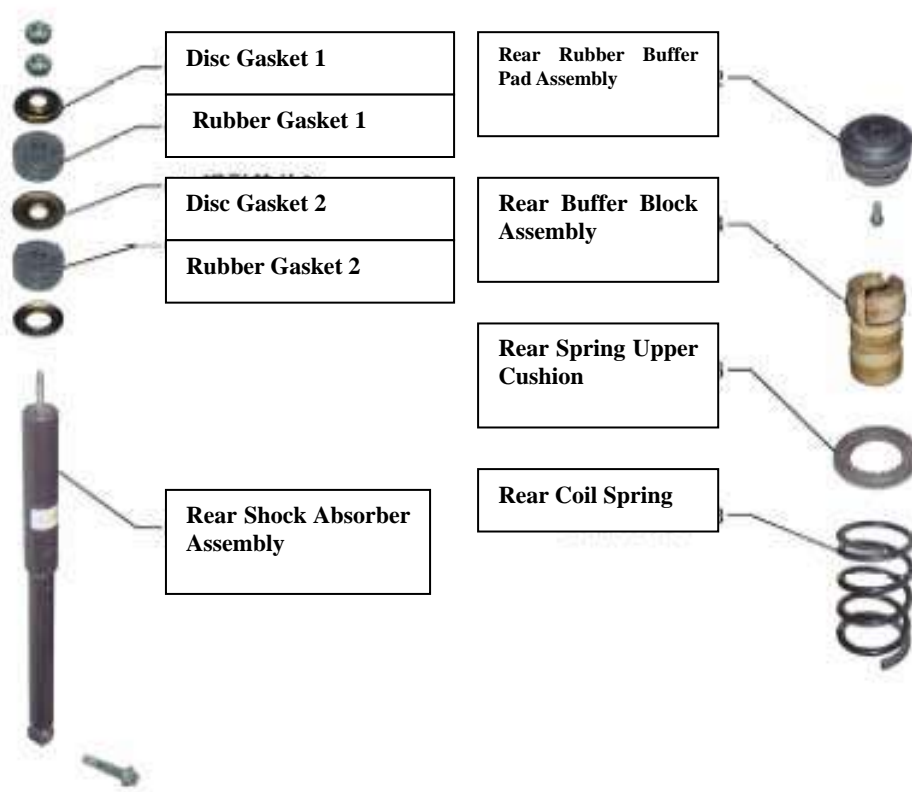 Disc Gasket 1
Rubber Gasket 1
Disc Gasket 2
Rubber Gasket 2
Rear Shock Absorber
Assembly
Rear Rubber Buffer
Pad Assembly
Rear Buffer Block
Assembly
Rear Spring Upper
Cushion
Rear Coil Spring